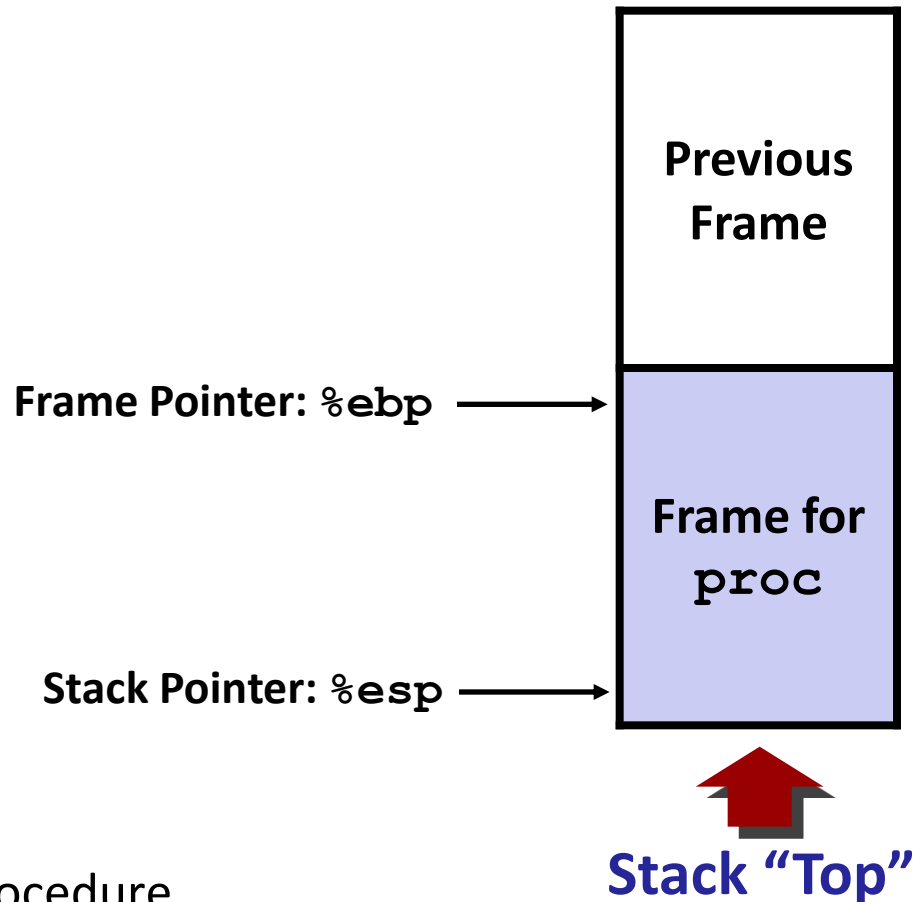 Previous
Frame
Frame Pointer: %ebp
Frame for
proc
Stack Pointer: %esp
Stack “Top”